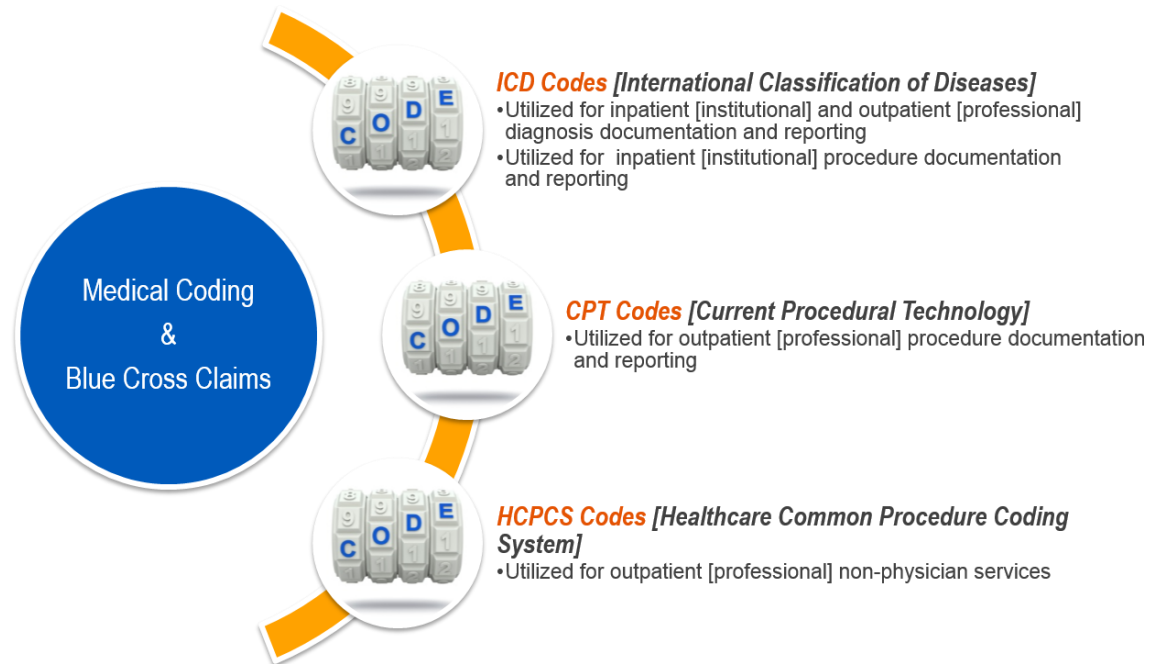 ICD Codes [International Classification of Diseases]
•Utilized for inpatient [institutional] and outpatient [professional]
diagnosis documentation and reporting
•Utilized for inpatient [institutional] procedure documentation
and reporting
CODE
Medical Coding
&
Blue Cross Claims
CPT Codes [Current Procedural Technology]
•Utilized for outpatient [professional] procedure documentation
and reporting
CODE
HCPCS Codes [Healthcare Common Procedure Coding
System]
•Utilized for outpatient [professional] non-physician services
CODE